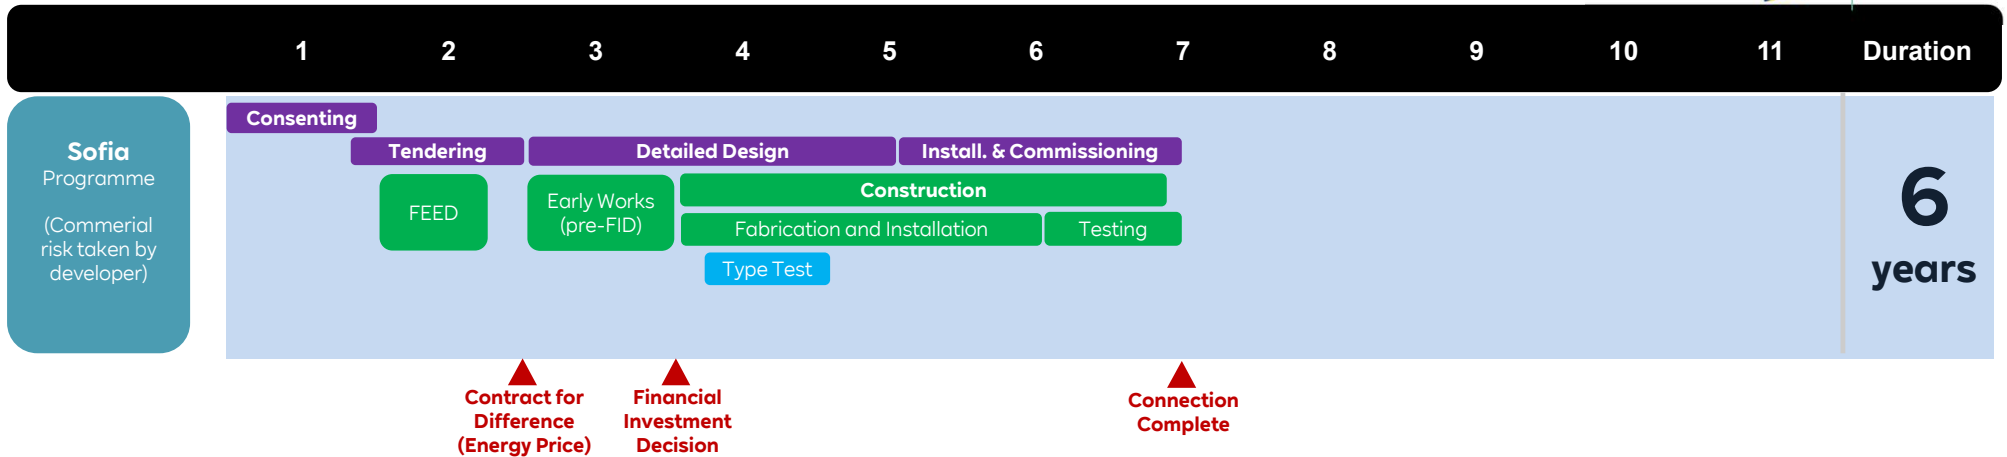 1 2 3 4 5 6 7 8 9 10 11 Duration
Sofia
Programme
(Commerial
risk taken by
developer)
Consenting
Tendering
Detailed Design
Install. & Commissioning
FEED
Early Works
(pre-FID)
Construction
Fabrication and Installation
Testing
Type Test
6
years
Contract for
Difference
(Energy Price)
Financial
Investment
Decision
Connection
Complete